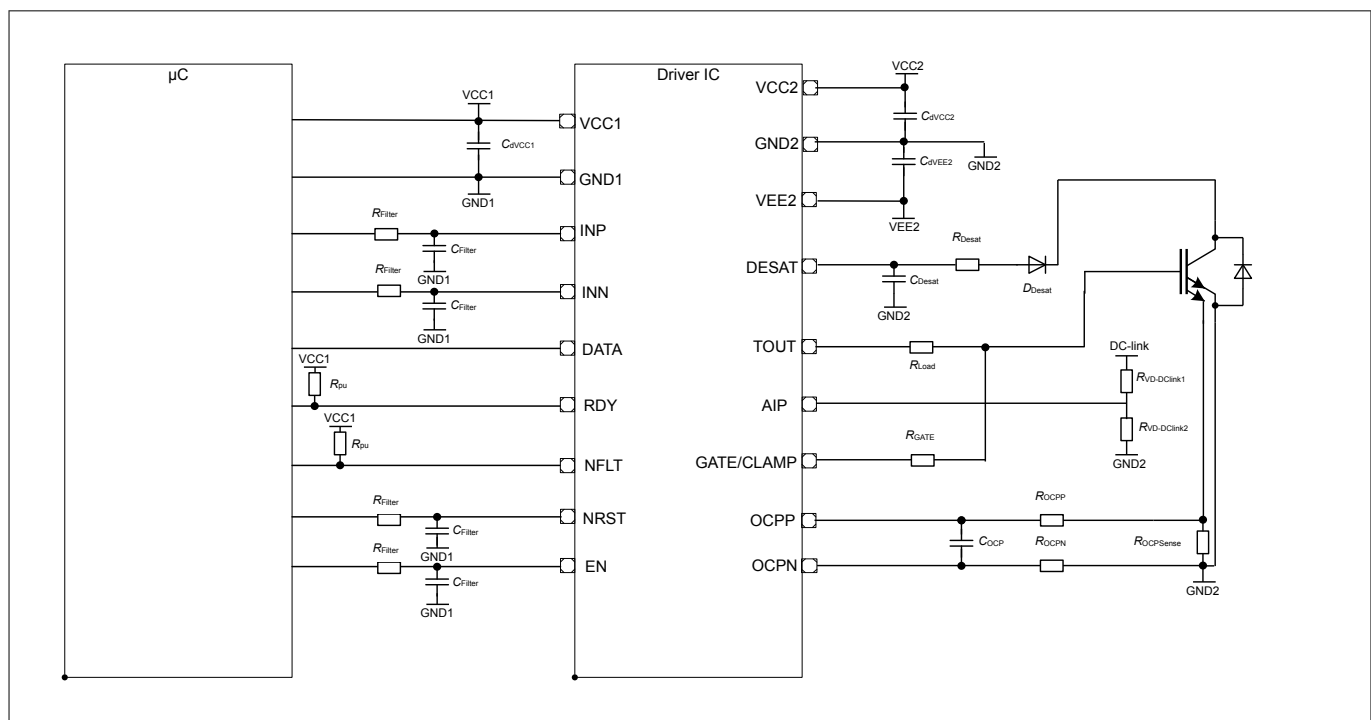 µC
VCC1
CdVCC1
GND1
RFilter
CFilter
GND1
RFilter
CFilter
GND1
VCC1
Rpu
VCC1
Rpu
RFilter
CFilter
GND1
RFilter
CFilter
GND1
Driver IC
VCC1
GND1
INP
INN
DATA
RDY
NFLT
NRST
EN
VCC2
GND2
VEE2
DESAT
TOUT
AIP
GATE/CLAMP
OCPP
OCPN
VCC2
CdVCC2
CdVEE2
GND2
VEE2
RDesat
CDesat
DDesat
GND2
RLoad
DC-link
RVD-DClink1
RVD-DClink2
GND2
RGATE
ROCPP
COCP
ROCPN
ROCPSense
GND2